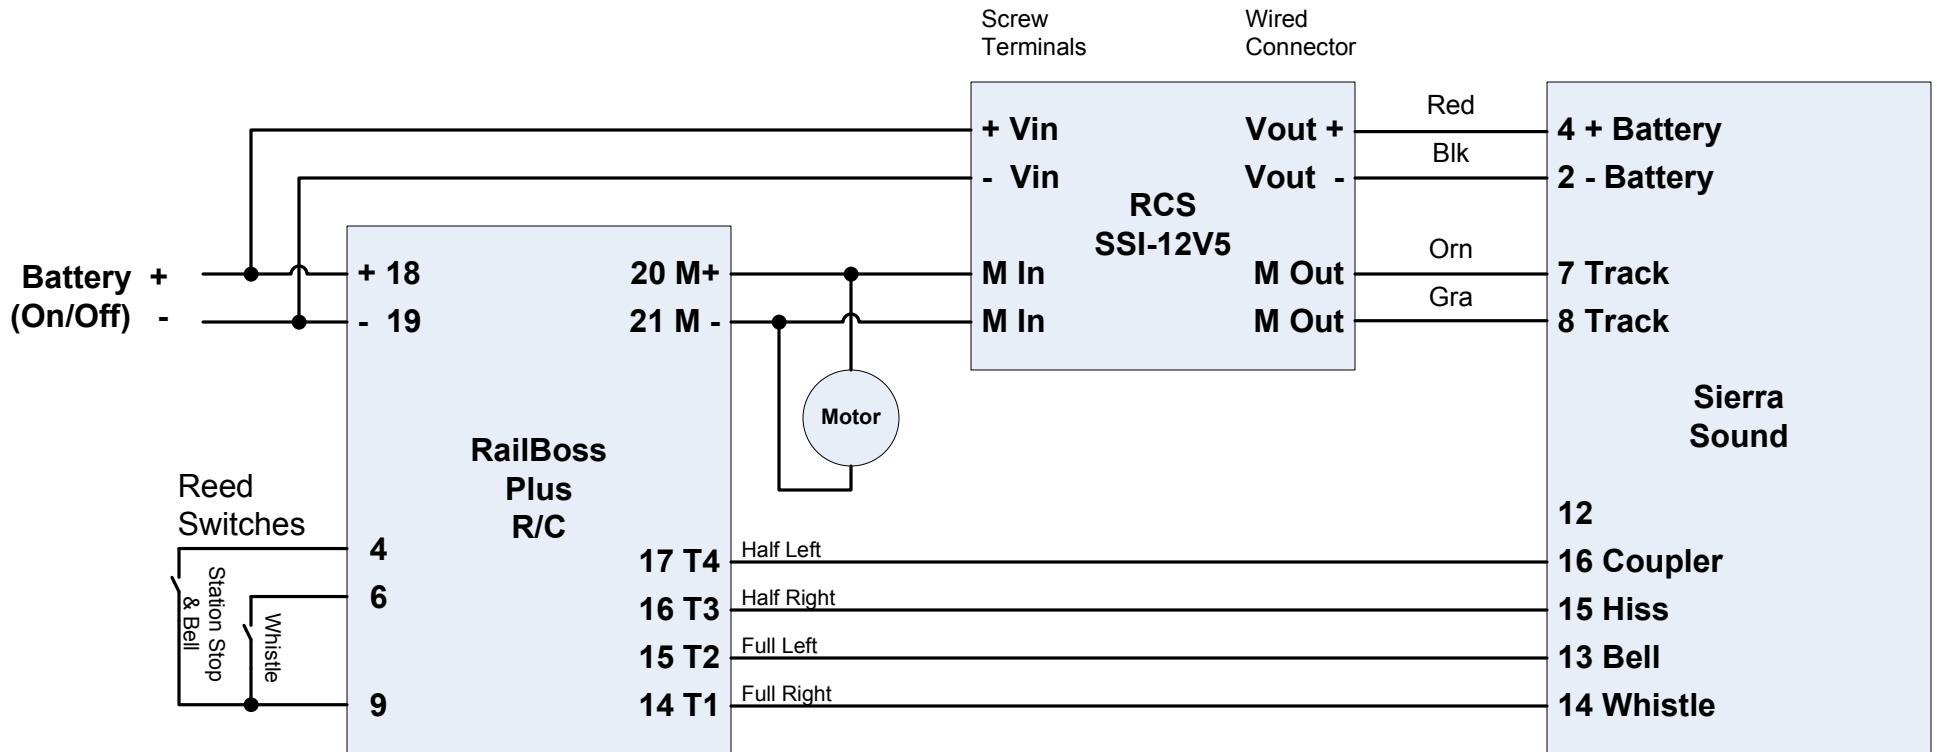 Screw
Terminals
Wired
Connector
+ Vin
- Vin
M In
M In
RCS
SSI-12V5
Vout +
Vout -
M Out
M Out
Red
Blk
Orn
Gra
4 + Battery
2 - Battery
7 Track
8 Track
Sierra
Sound
12
16 Coupler
15 Hiss
13 Bell
14 Whistle
Battery +
(On/Off) -
+ 18
- 19
20 M+
21 M -
Motor
RailBoss
Plus
R/C
Reed
Switches
Station Stop
& Bell
Whistle
4
6
9
17 T4
16 T3
15 T2
14 T1
Half Left
Half Right
Full Left
Full Right